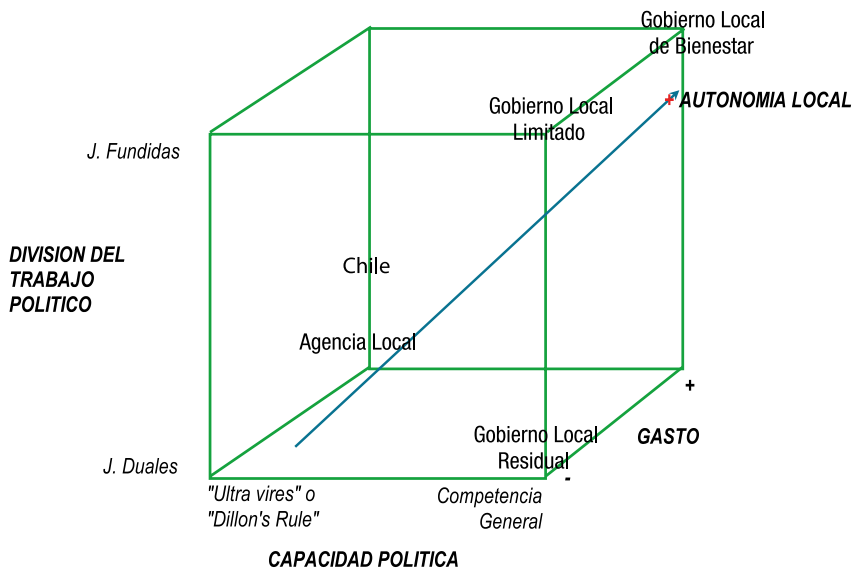 Gobierno Local
de Bienestar
AUTONOMIA LOCAL
Gobierno Local
Limitado
J. Fundidas
DIVISION DEL
TRABAJO
POLITICO
Chile
Agencia Local
+
GASTO
Gobierno Local
Residual
-
J. Duales
"Ultra vires" o
"Dillon's Rule"
Competencia
General
CAPACIDAD POLITICA